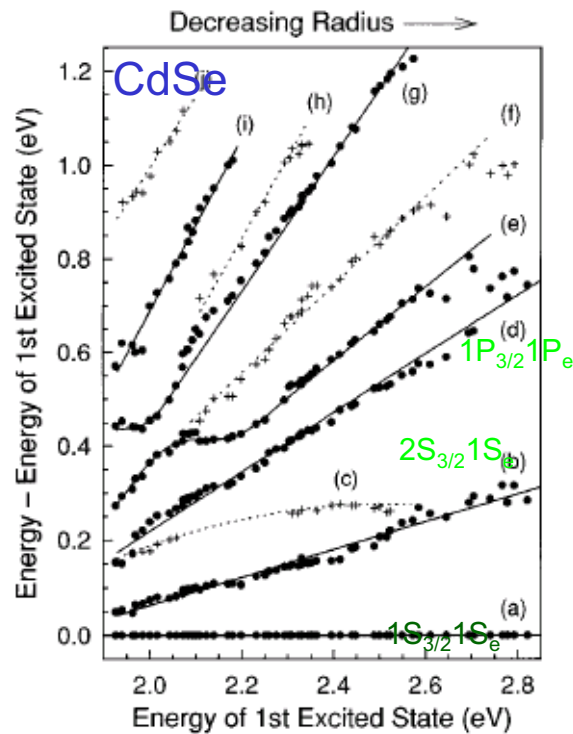 Decreasing Radius
CdSe
(j)
(i)
(h)
(g)
(f)
(e)
(d)
1P3/21Pe
2S3/21Se
(b)
(c)
(a)
1S3/21Se
1.2
1.0
0.8
0.6
0.4
0.2
0.0
Energy – Energy of 1st Excited State (eV)
2.0 2.2 2.4 2.6 2.8
Energy of 1st Excited State (eV)